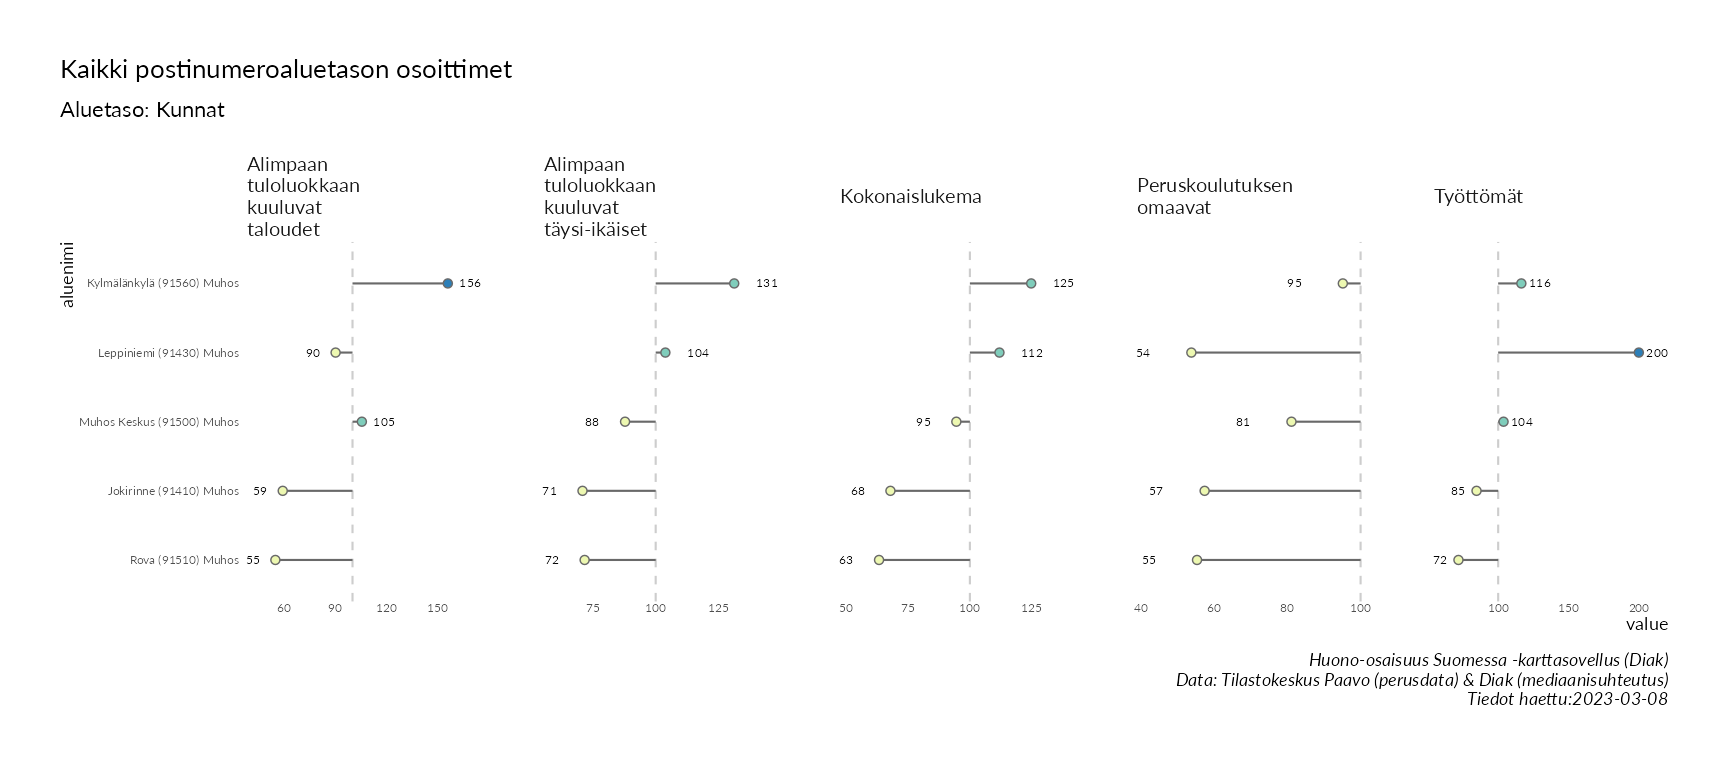 Kaikki postinumeroaluetason osoittimet
Aluetaso: Kunnat
Alimpaan
tuloluokkaan
kuuluvat
taloudet
Alimpaan
tuloluokkaan
kuuluvat
täysi-ikäiset
Kokonaislukema
Peruskoulutuksen
omaavat
Työttömät
aluenimi
Kylmälänkylä (91560) Muhos 156 131 125 95 116
Leppiniemi (91430) Muhos 90 104 112 54 200
Muhos Keskus (91500) Muhos 105 88 95 81 104
Jokirinne (91410) Muhos 59 71 68 57 85
Rova (91510) Muhos 55 72 63 55 72
60 90 120 150 75 100 125 50 75 100 125 40 60 80 100 100 150 200
value
Huono-osaisuus Suomessa -karttasovellus (Diak)
Data: Tilastokeskus Paavo (perusdata) & Diak (mediaanisuhteutus)
Tiedot haettu:2023-03-08